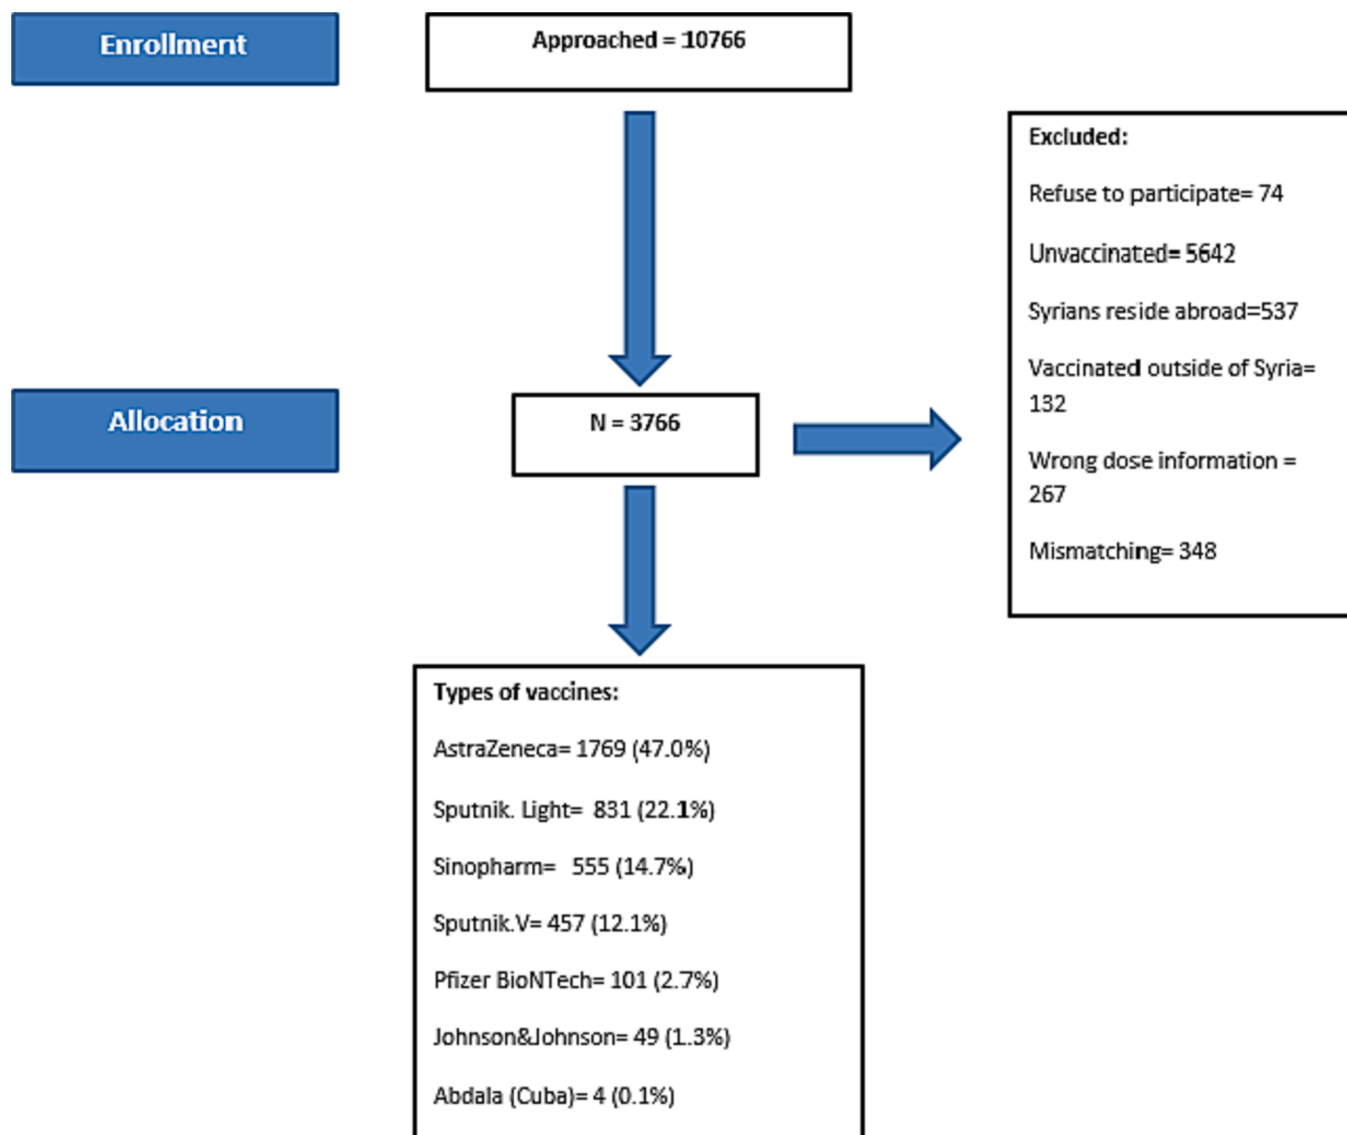 Enrollment
Approached = 10766
Excluded:
Refuse to participate= 74
Unvaccinated= 5642
Syrians reside abroad=537
Vaccinated outside of Syria=
132
Wrong dose information =
267
Mismatching= 348
Allocation
N = 3766
Types of vaccines:
AstraZeneca= 1769 (47.0%)
Sputnik. Light= 831 (22.1%)
Sinopharm= 555 (14.7%)
Sputnik.V= 457 (12.1%)
Pfizer BioNTech= 101 (2.7%)
Johnson&Johnson= 49 (1.3%)
Abdala (Cuba)= 4 (0.1%)